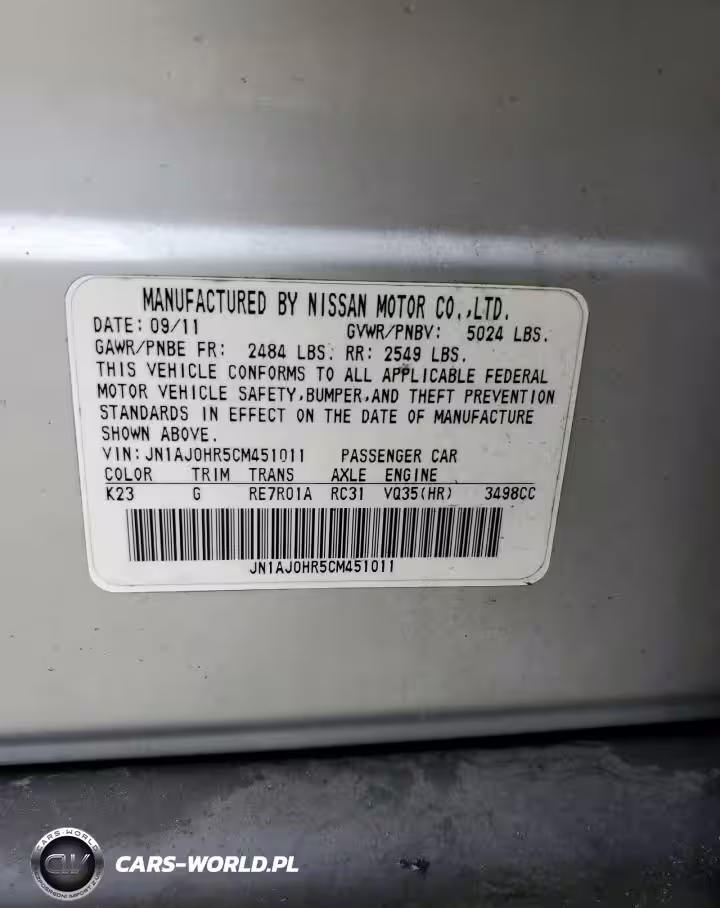 MANUFACTURED BY NISSAN MOTOR CO.,LTD.
DATE: 09/11 GVWR/PNBV: 5024 LBS.
GAWR/PNBE FR: 2484 LBS. RR: 2549 LBS.
THIS VEHICLE CONFORMS TO ALL APPLICABLE FEDERAL
MOTOR VEHICLE SAFETY,BUMPER,AND THEFT PREVENTION
STANDARDS IN EFFECT ON THE DATE OF MANUFACTURE
SHOWN ABOVE.
VIN: JN1AJ0HR5CM451011 PASSENGER CAR
COLOR TRIM TRANS AXLE ENGINE
K23 G RE7R01A RC31 VQ35(HR) 3498CC
JN1AJ0HR5CM451011
CARS-WORLD
CW
CARS-WORLD.PL